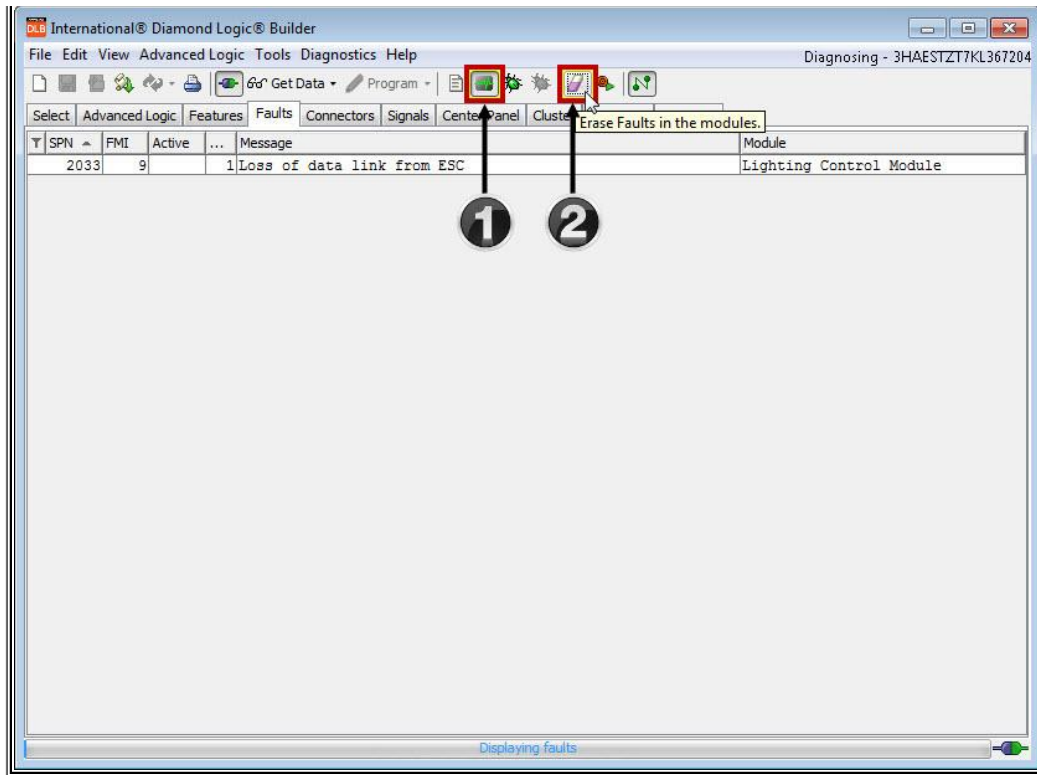 DLB International® Diamond Logic® Builder
File Edit View Advanced Logic Tools Diagnostics Help
Diagnosing - 3HAESTZT7KL367204
Get Data Program
Select Advanced Logic Features Faults Connectors Signals Center Panel Cluster
Erase Faults in the modules.
SPN FMI Active ... Message Module
2033 9 1 Loss of data link from ESC Lighting Control Module
1 2
Displaying faults